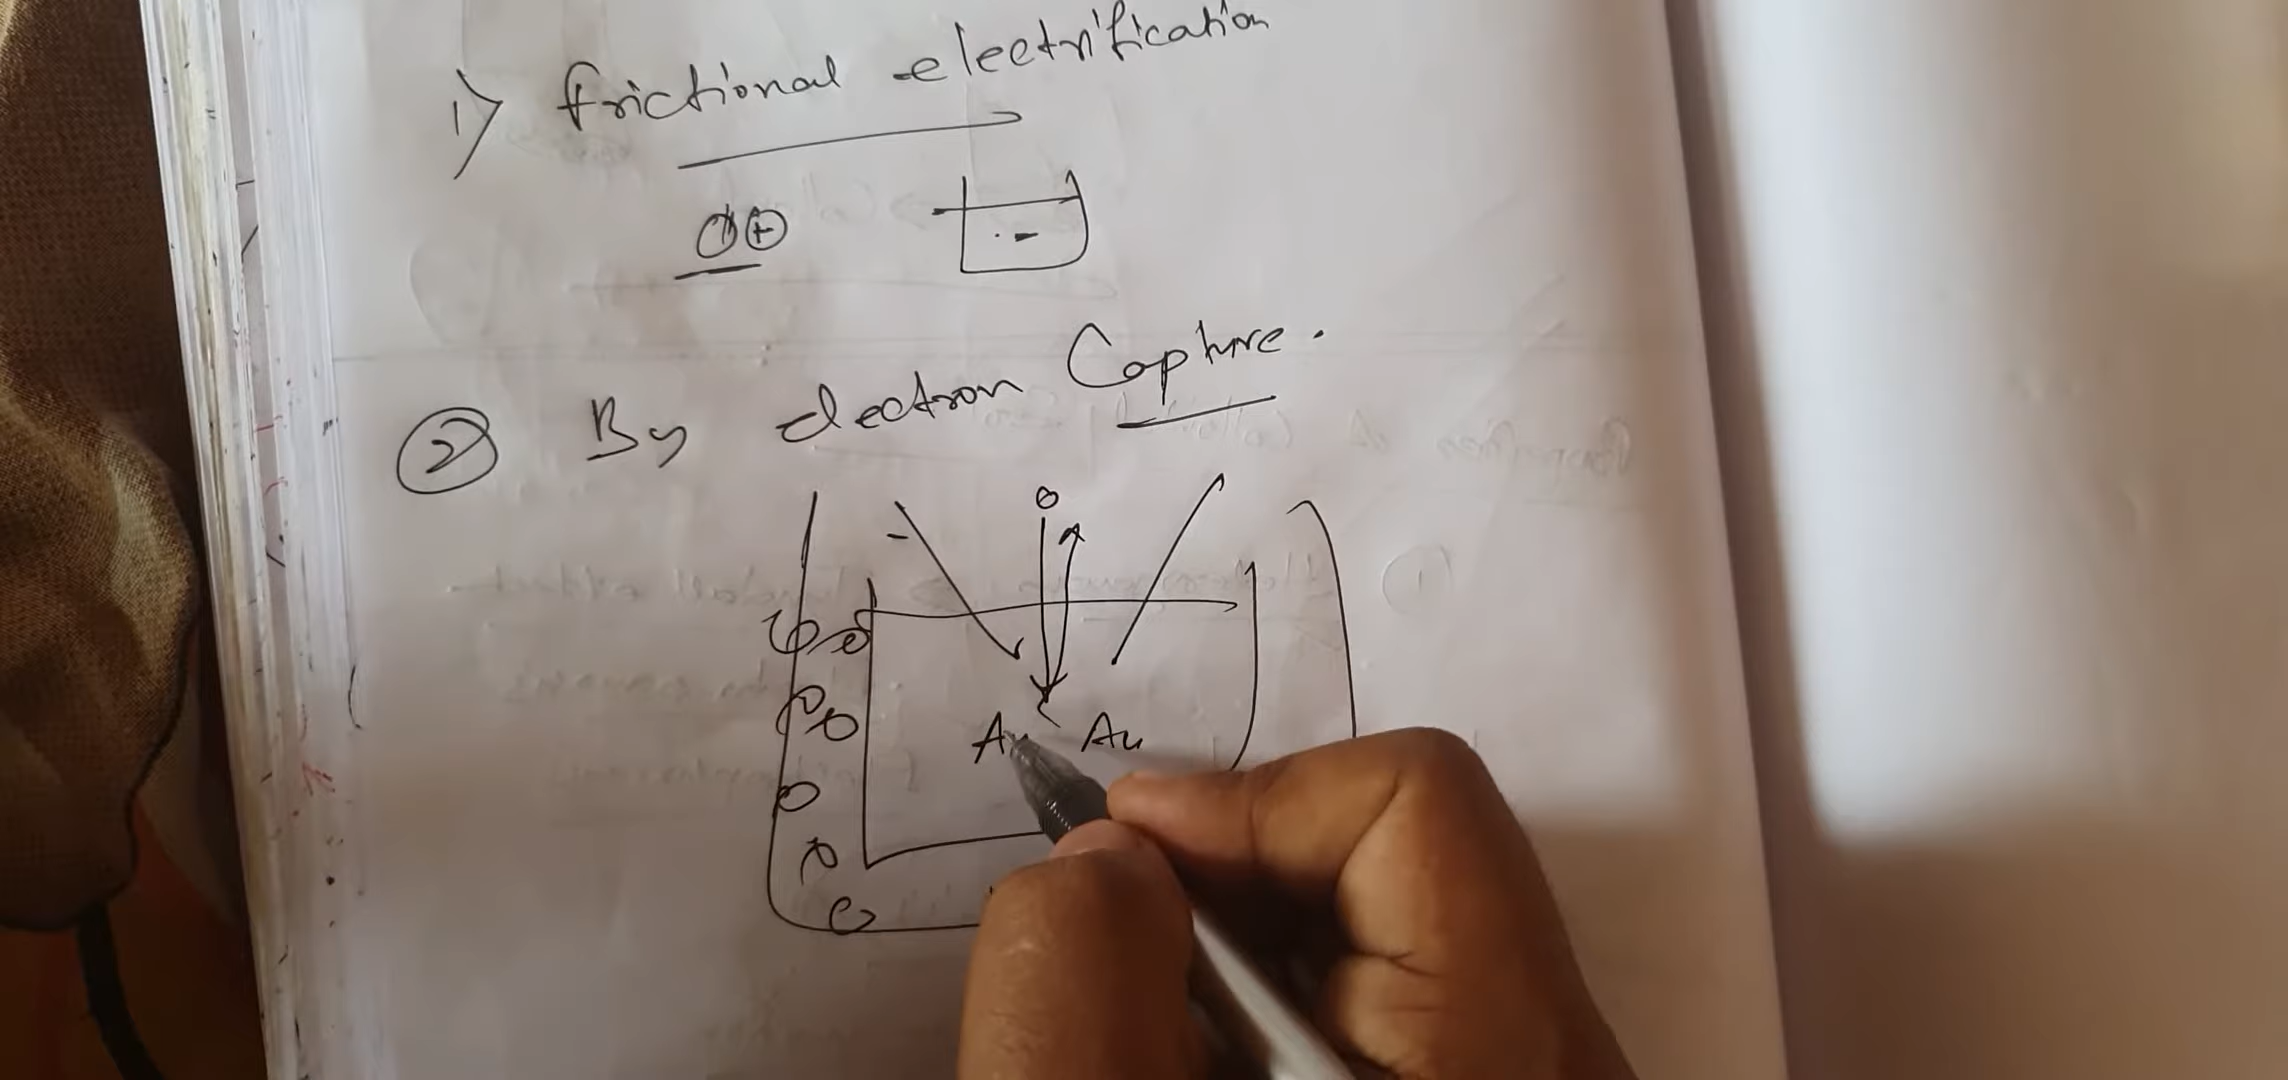 1) frictional electrification
+
-
② By electron Capture.
-
Au Au